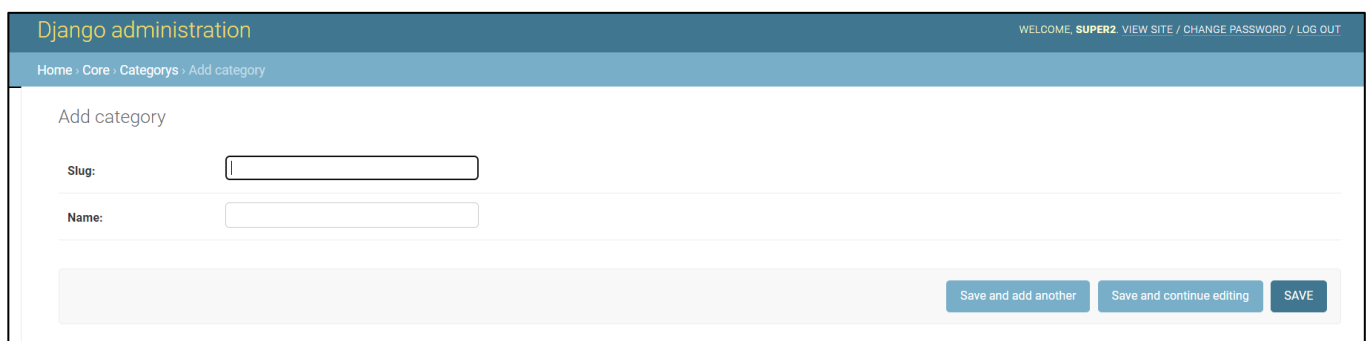 Django administration
WELCOME, SUPER2. VIEW SITE / CHANGE PASSWORD / LOG OUT
Home › Core › Categorys › Add category
Add category
Slug:
Name:
Save and add another
Save and continue editing
SAVE